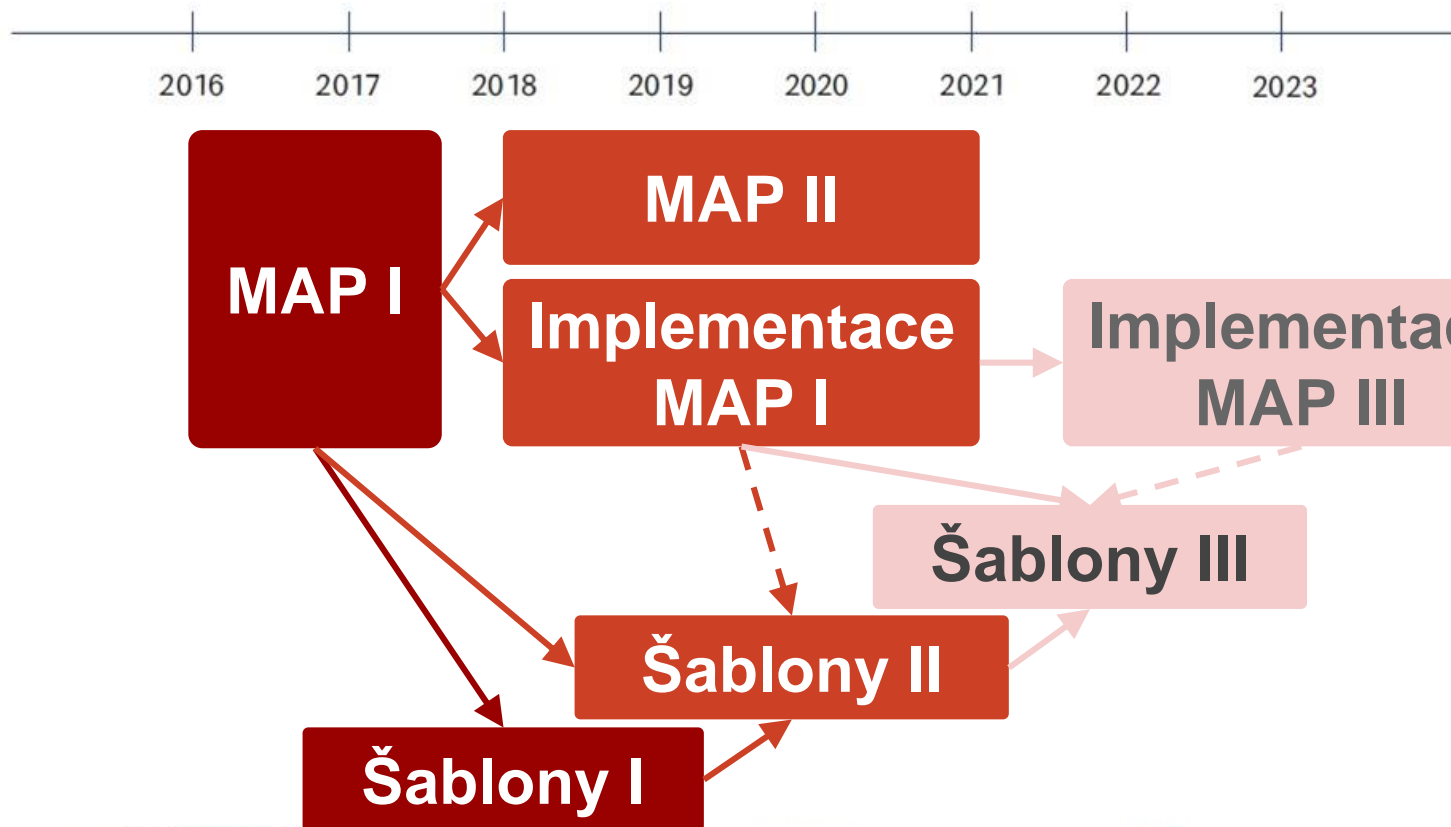 2016 2017 2018 2019 2020 2021 2022 2023
MAP I
MAP II
Implementace
MAP I
Implementac
MAP III
Šablony III
Šablony II
Šablony I